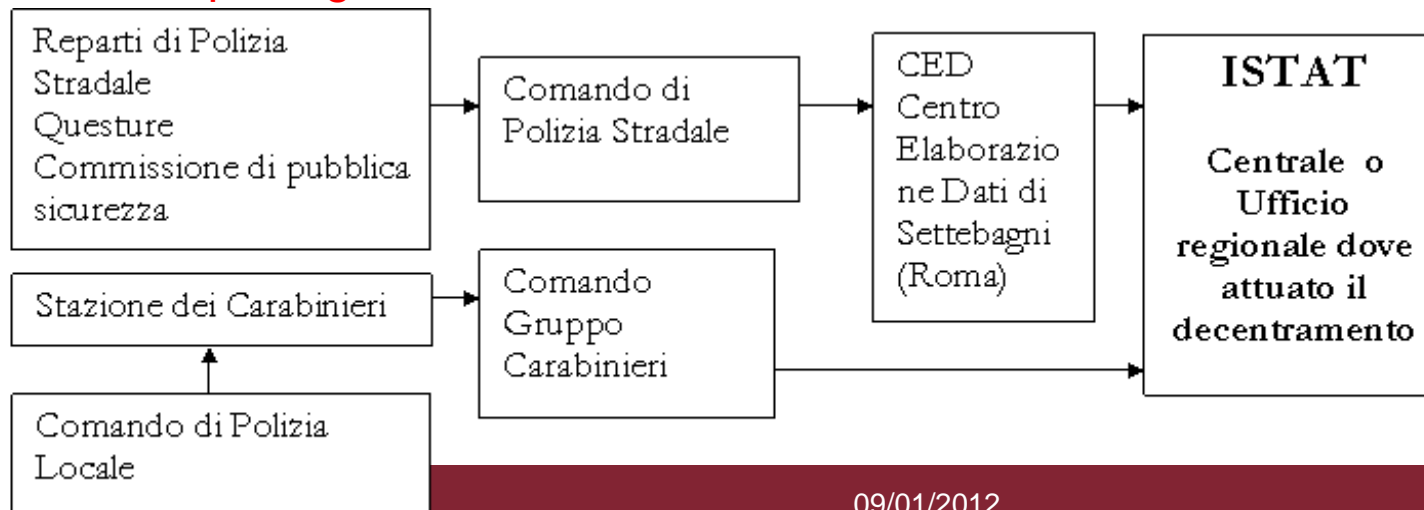 Reparti di Polizia
Stradale
Questure
Commissione di pubblica
sicurezza
Comando di
Polizia Stradale
CED
Centro
Elaborazio
ne Dati di
Settebagni
(Roma)
ISTAT
Centrale o
Ufficio
regionale dove
attuato il
decentramento
Stazione dei Carabinieri
Comando
Gruppo
Carabinieri
Comando di Polizia
Locale
09/01/2012